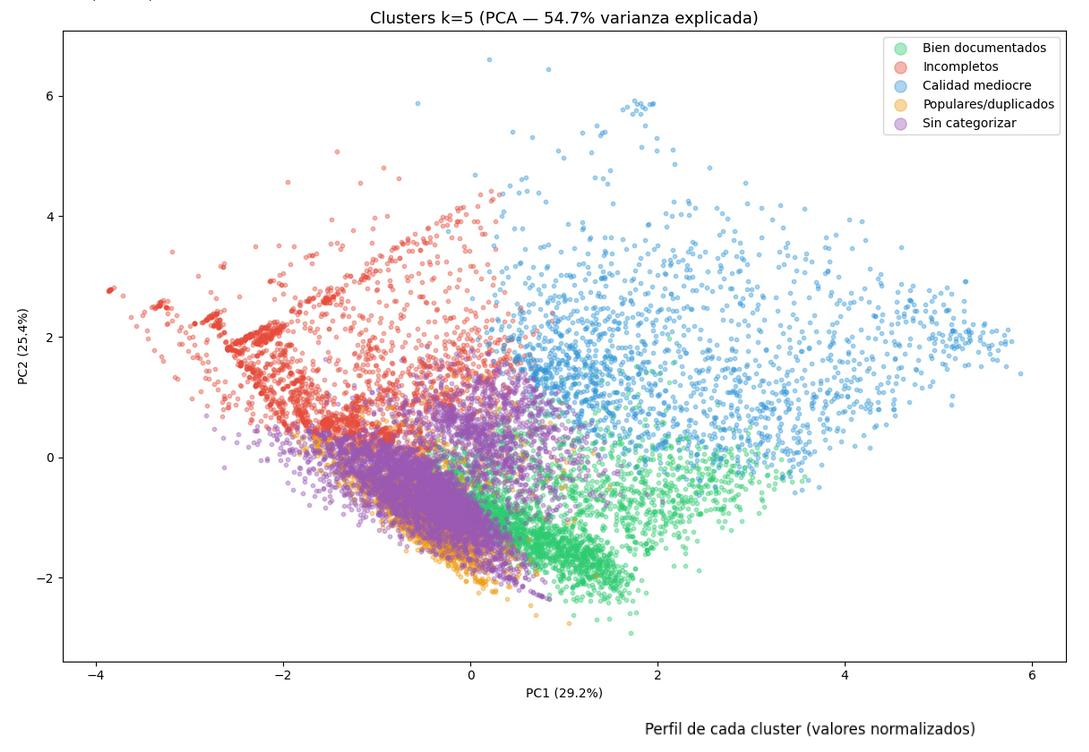 Clusters k=5 (PCA — 54.7% varianza explicada)
Bien documentados
Incompletos
Calidad mediocre
Populares/duplicados
Sin categorizar
6
4
2
0
−2
PC2 (25.4%)
−4
−2
0
2
4
6
PC1 (29.2%)
Perfil de cada cluster (valores normalizados)